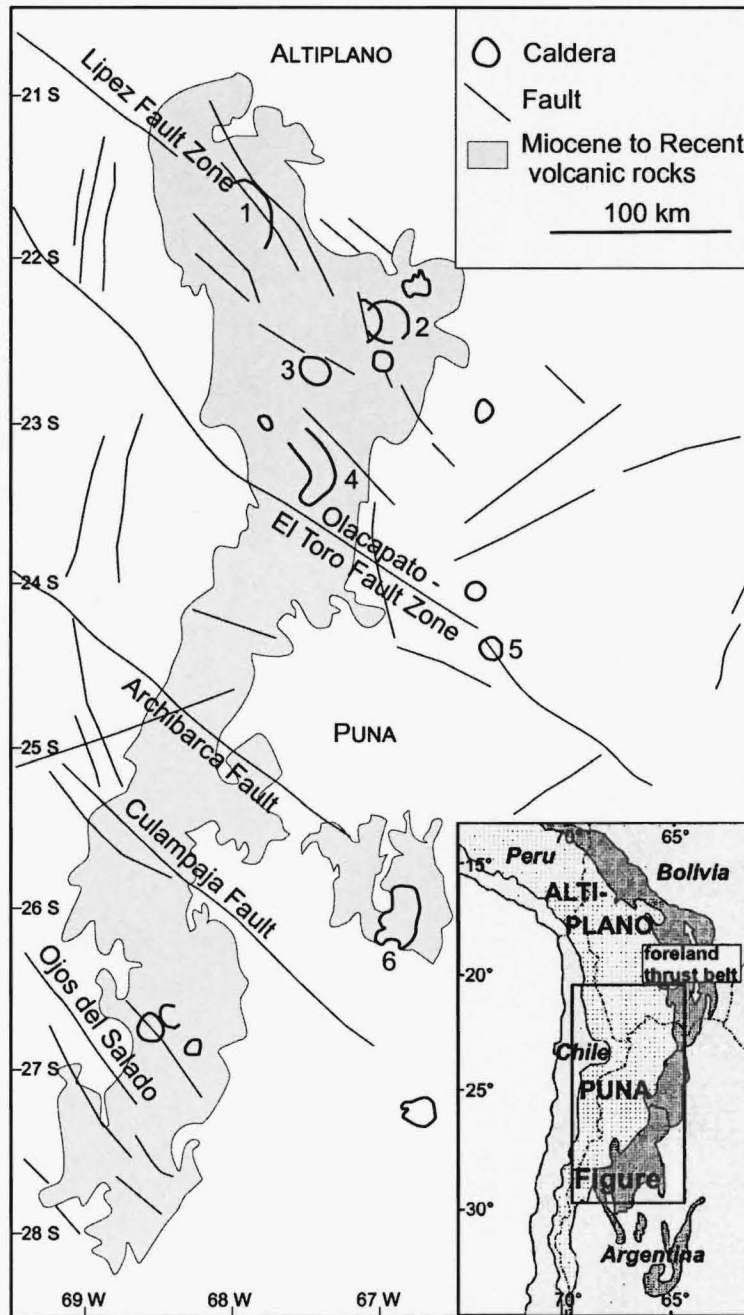 ALTIPLANO
Caldera
Fault
Miocene to Recent
volcanic rocks
100 km
21 S
22 S
23 S
24 S
25 S
26 S
27 S
28 S
Lipez Fault Zone
1
2
3
4
Olacapato -
El Toro Fault Zone
5
PUNA
Archibarca Fault
Culampaja Fault
6
Ojos del Salado
69 W
68 W
67 W
70°
65°
15°
Peru
Bolivia
ALTI-
PLANO
foreland
thrust belt
20°
Chile
25°
PUNA
Figure
30°
Argentina
70°
65°